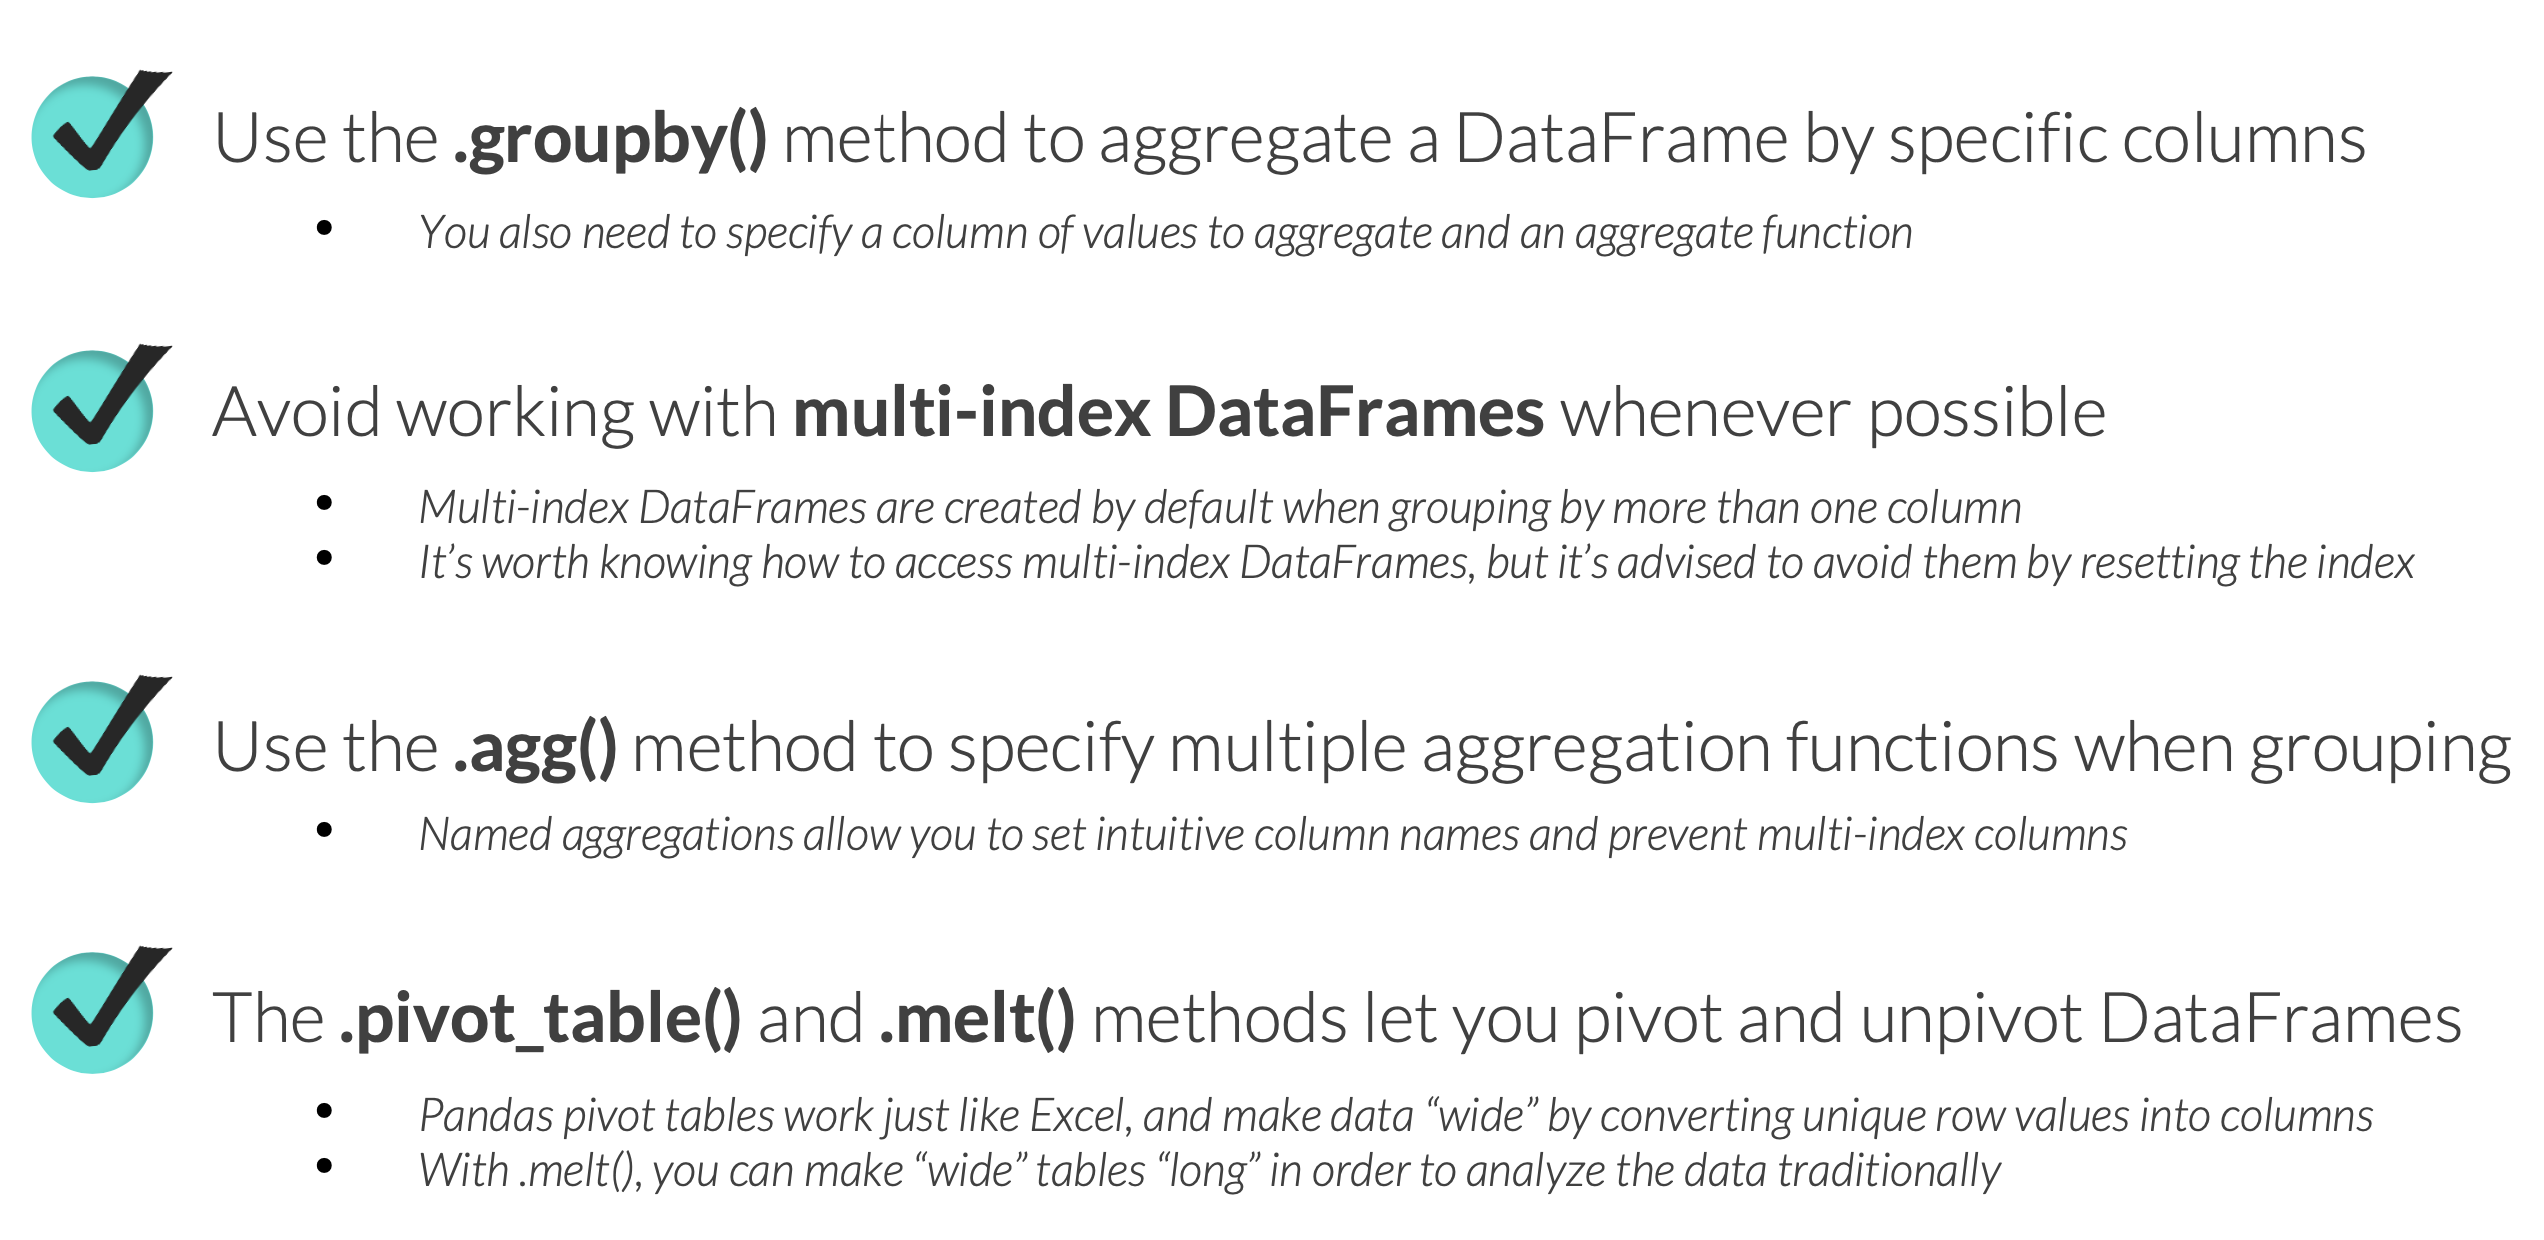 Use the .groupby() method to aggregate a DataFrame by specific columns
• You also need to specify a column of values to aggregate and an aggregate function
Avoid working with multi-index DataFrames whenever possible
• Multi-index DataFrames are created by default when grouping by more than one column
• It’s worth knowing how to access multi-index DataFrames, but it’s advised to avoid them by resetting the index
Use the .agg() method to specify multiple aggregation functions when grouping
• Named aggregations allow you to set intuitive column names and prevent multi-index columns
The .pivot_table() and .melt() methods let you pivot and unpivot DataFrames
• Pandas pivot tables work just like Excel, and make data “wide” by converting unique row values into columns
• With .melt(), you can make “wide” tables “long” in order to analyze the data traditionally